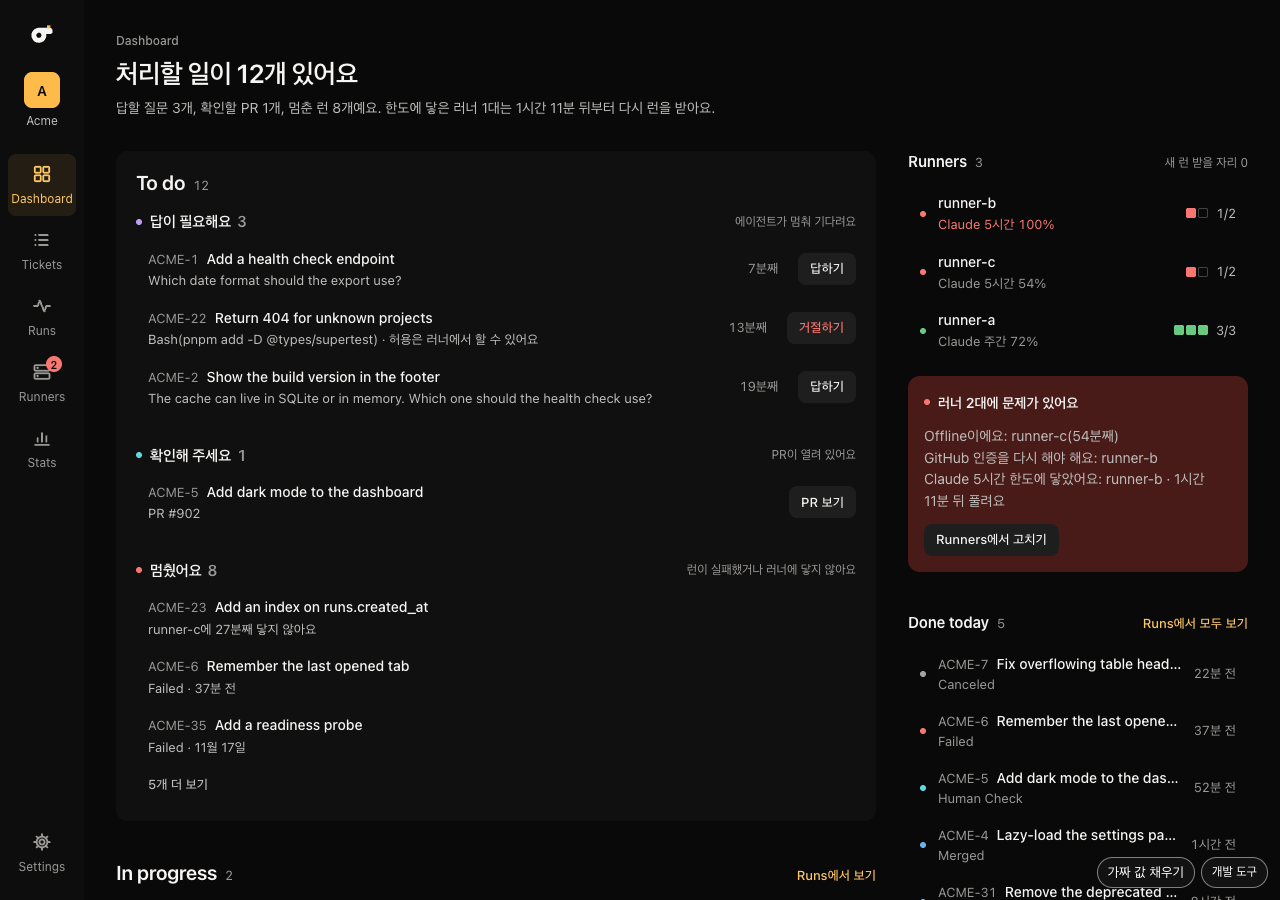 A
Acme
Dashboard
Tickets
Runs
2
Runners
Stats
Settings
Dashboard
처리할 일이 12개 있어요
답할 질문 3개, 확인할 PR 1개, 멈춘 런 8개예요. 한도에 닿은 러너 1대는 1시간 11분 뒤부터 다시 런을 받아요.
To do 12
답이 필요해요 3 에이전트가 멈춰 기다려요
ACME-1 Add a health check endpoint
Which date format should the export use?
7분째 답하기
ACME-22 Return 404 for unknown projects
Bash(pnpm add -D @types/supertest) · 허용은 러너에서 할 수 있어요
13분째 거절하기
ACME-2 Show the build version in the footer
The cache can live in SQLite or in memory. Which one should the health check use?
19분째 답하기
확인해 주세요 1 PR이 열려 있어요
ACME-5 Add dark mode to the dashboard
PR #902
PR 보기
멈췄어요 8 런이 실패했거나 러너에 닿지 않아요
ACME-23 Add an index on runs.created_at
runner-c에 27분째 닿지 않아요
ACME-6 Remember the last opened tab
Failed · 37분 전
ACME-35 Add a readiness probe
Failed · 11월 17일
5개 더 보기
In progress 2 Runs에서 보기
Runners 3 새 런 받을 자리 0
runner-b
Claude 5시간 100%
1/2
runner-c
Claude 5시간 54%
1/2
runner-a
Claude 주간 72%
3/3
러너 2대에 문제가 있어요
Offline이에요: runner-c(54분째)
GitHub 인증을 다시 해야 해요: runner-b
Claude 5시간 한도에 닿았어요: runner-b · 1시간
11분 뒤 풀려요
Runners에서 고치기
Done today 5 Runs에서 모두 보기
ACME-7 Fix overflowing table head...
Canceled
22분 전
ACME-6 Remember the last opene...
Failed
37분 전
ACME-5 Add dark mode to the das...
Human Check
52분 전
ACME-4 Lazy-load the settings pa...
Merged
1시간 전
ACME-31 Remove the deprecated ...
가짜 값 채우기
개발 도구